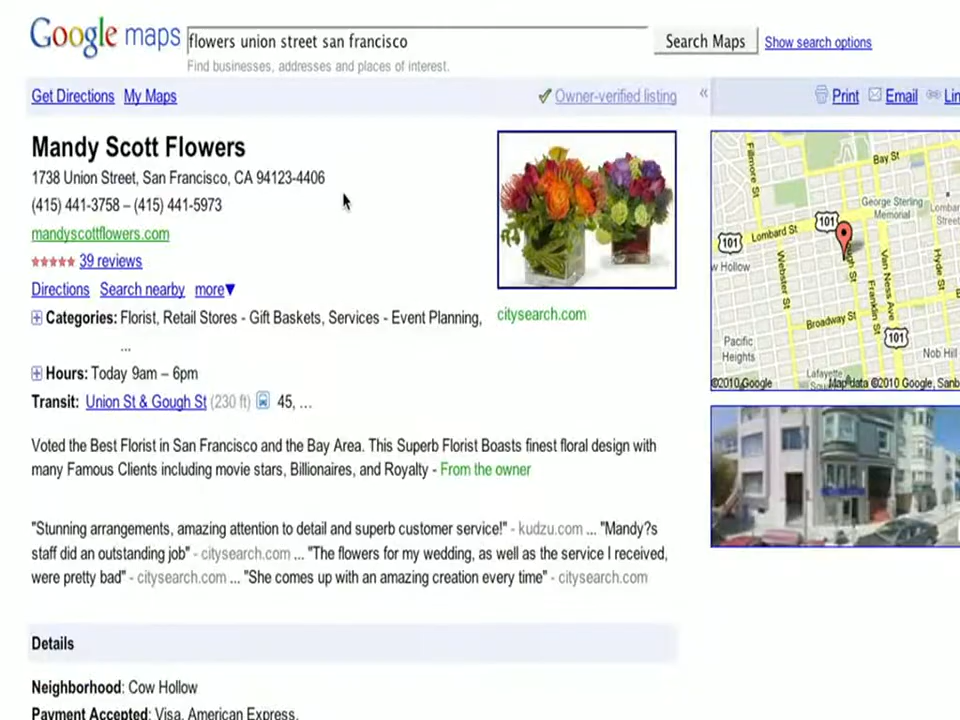 Google maps
flowers union street san francisco
Search Maps
Show search options
Find businesses, addresses and places of interest.
Get Directions My Maps
Owner-verified listing
«
Print Email
Mandy Scott Flowers
1738 Union Street, San Francisco, CA 94123-4406
(415) 441-3758 – (415) 441-5973
mandyscottflowers.com
39 reviews
Directions Search nearby more▼
Categories: Florist, Retail Stores - Gift Baskets, Services - Event Planning,
...
Hours: Today 9am – 6pm
Transit: Union St & Gough St (230 ft) 45, ...
Voted the Best Florist in San Francisco and the Bay Area. This Superb Florist Boasts finest floral design with
many Famous Clients including movie stars, Billionaires, and Royalty - From the owner
"Stunning arrangements, amazing attention to detail and superb customer service!" - kudzu.com ... "Mandy?s
staff did an outstanding job" - citysearch.com ... "The flowers for my wedding, as well as the service I received,
were pretty bad" - citysearch.com ... "She comes up with an amazing creation every time" - citysearch.com
Details
Neighborhood: Cow Hollow
Payment Accepted: Visa, American Express,
citysearch.com
Fillmore St
Bay St
George Sterling
Memorial
Lombard
Street
101
Lombard St
101
w Hollow
Webster St
Gough St
Franklin St
Van Ness Ave
Hyde St
Broadway St
101
Pacific
Heights
Nob Hill
Lafayette
©2010 Google
Map data ©2010 Google, Sanb